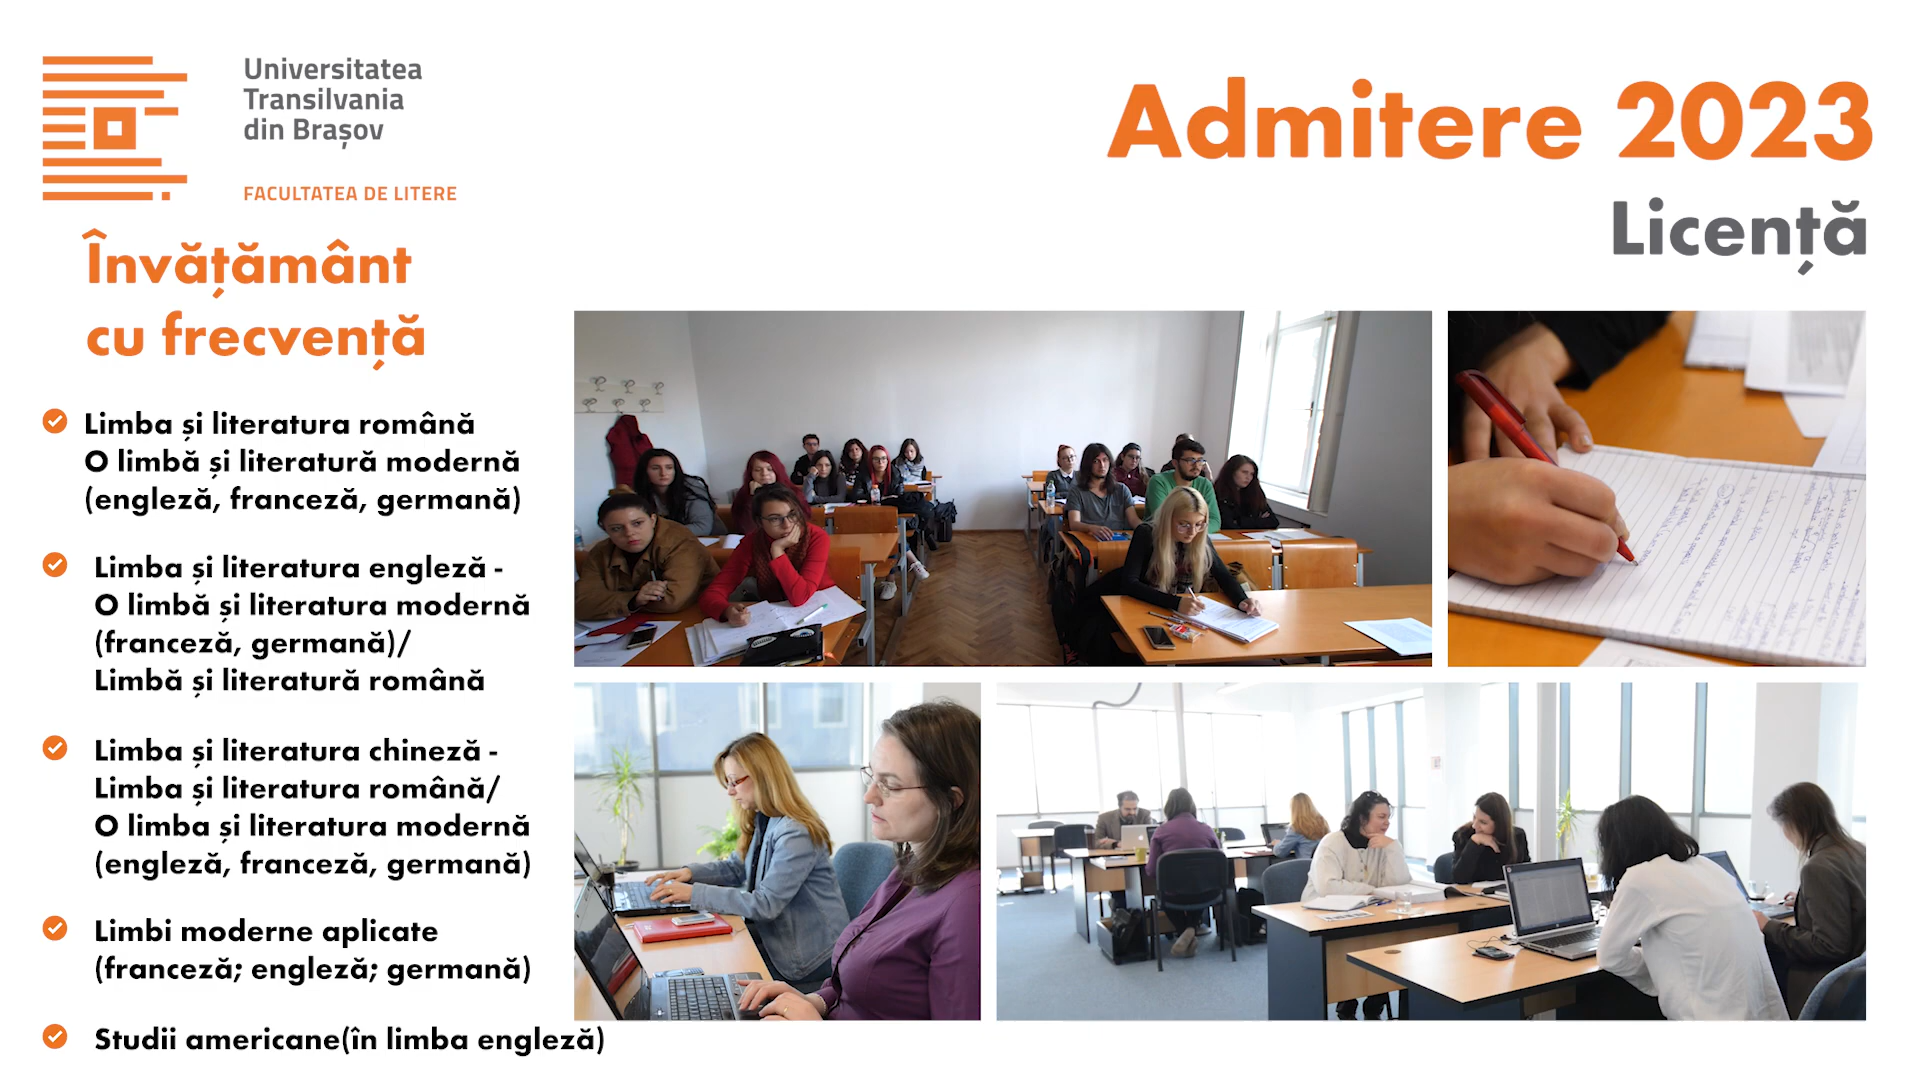 Universitatea
Transilvania
din Brașov
FACULTATEA DE LITERE
Admitere 2023
Licență
Învățământ
cu frecvență
Limba și literatura română
O limbă și literatură modernă
(engleză, franceză, germană)
Limba și literatura engleză -
O limbă și literatura modernă
(franceză, germană)/
Limbă și literatură română
Limba și literatura chineză -
Limba și literatura română/
O limba și literatura modernă
(engleză, franceză, germană)
Limbi moderne aplicate
(franceză; engleză; germană)
Studii americane(în limba engleză)